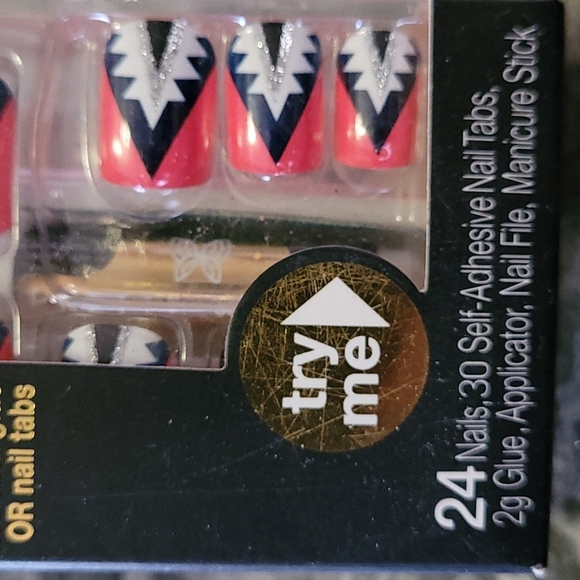 OR nail tabs
try
me
24 Nails, 30 Self-Adhesive Nail Tabs,
2g Glue, Applicator, Nail File, Manicure Stick